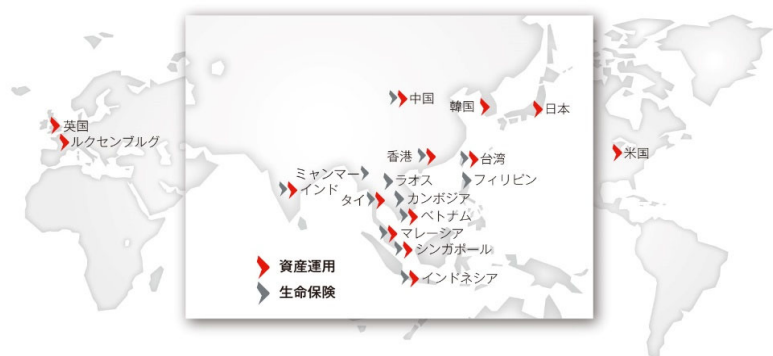 中国
韓国
日本
英国
ルクセンブルグ
香港
台湾
米国
ミャンマー
ラオス
フィリピン
インド
タイ
カンボジア
ベトナム
マレーシア
シンガポール
資産運用
インドネシア
生命保険